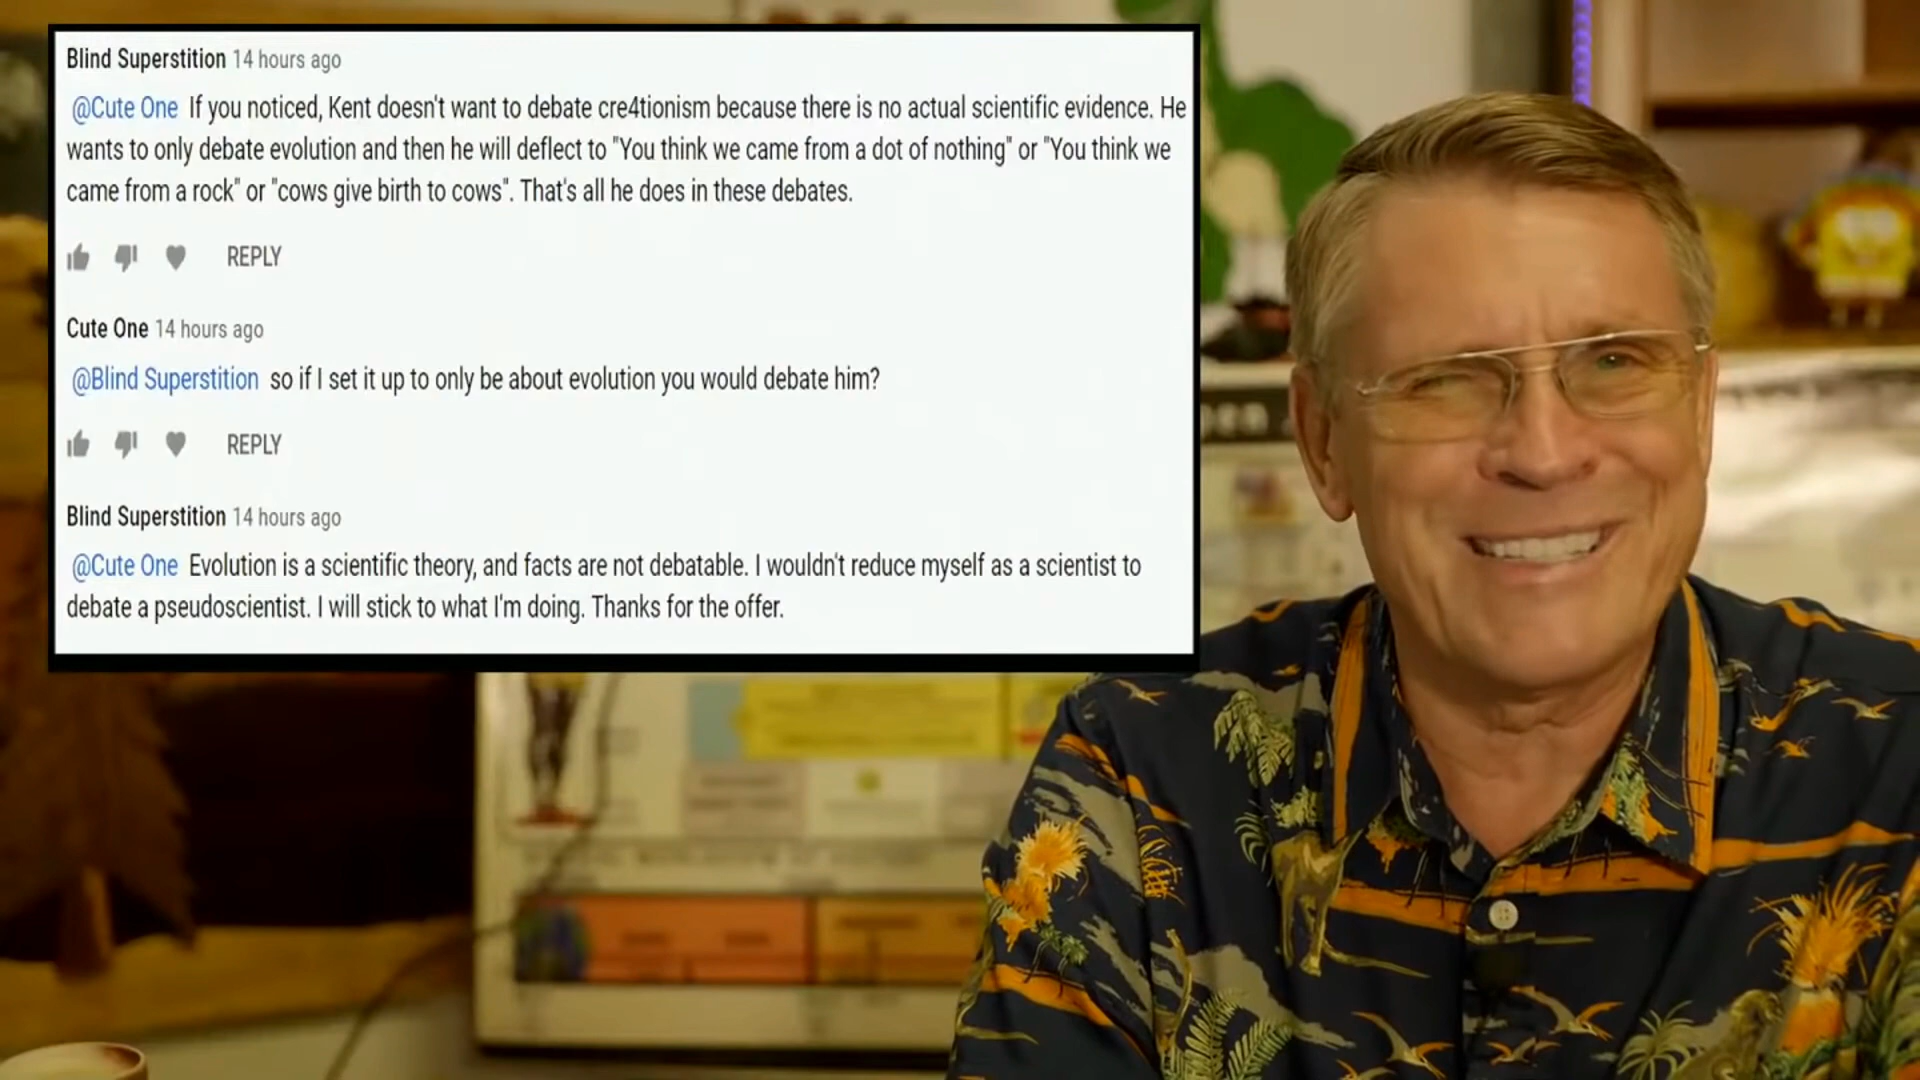 Blind Superstition 14 hours ago
@Cute One If you noticed, Kent doesn't want to debate cre4tionism because there is no actual scientific evidence. He
wants to only debate evolution and then he will deflect to "You think we came from a dot of nothing" or "You think we
came from a rock" or "cows give birth to cows". That's all he does in these debates.
REPLY
Cute One 14 hours ago
@Blind Superstition so if I set it up to only be about evolution you would debate him?
REPLY
Blind Superstition 14 hours ago
@Cute One Evolution is a scientific theory, and facts are not debatable. I wouldn't reduce myself as a scientist to
debate a pseudoscientist. I will stick to what I'm doing. Thanks for the offer.